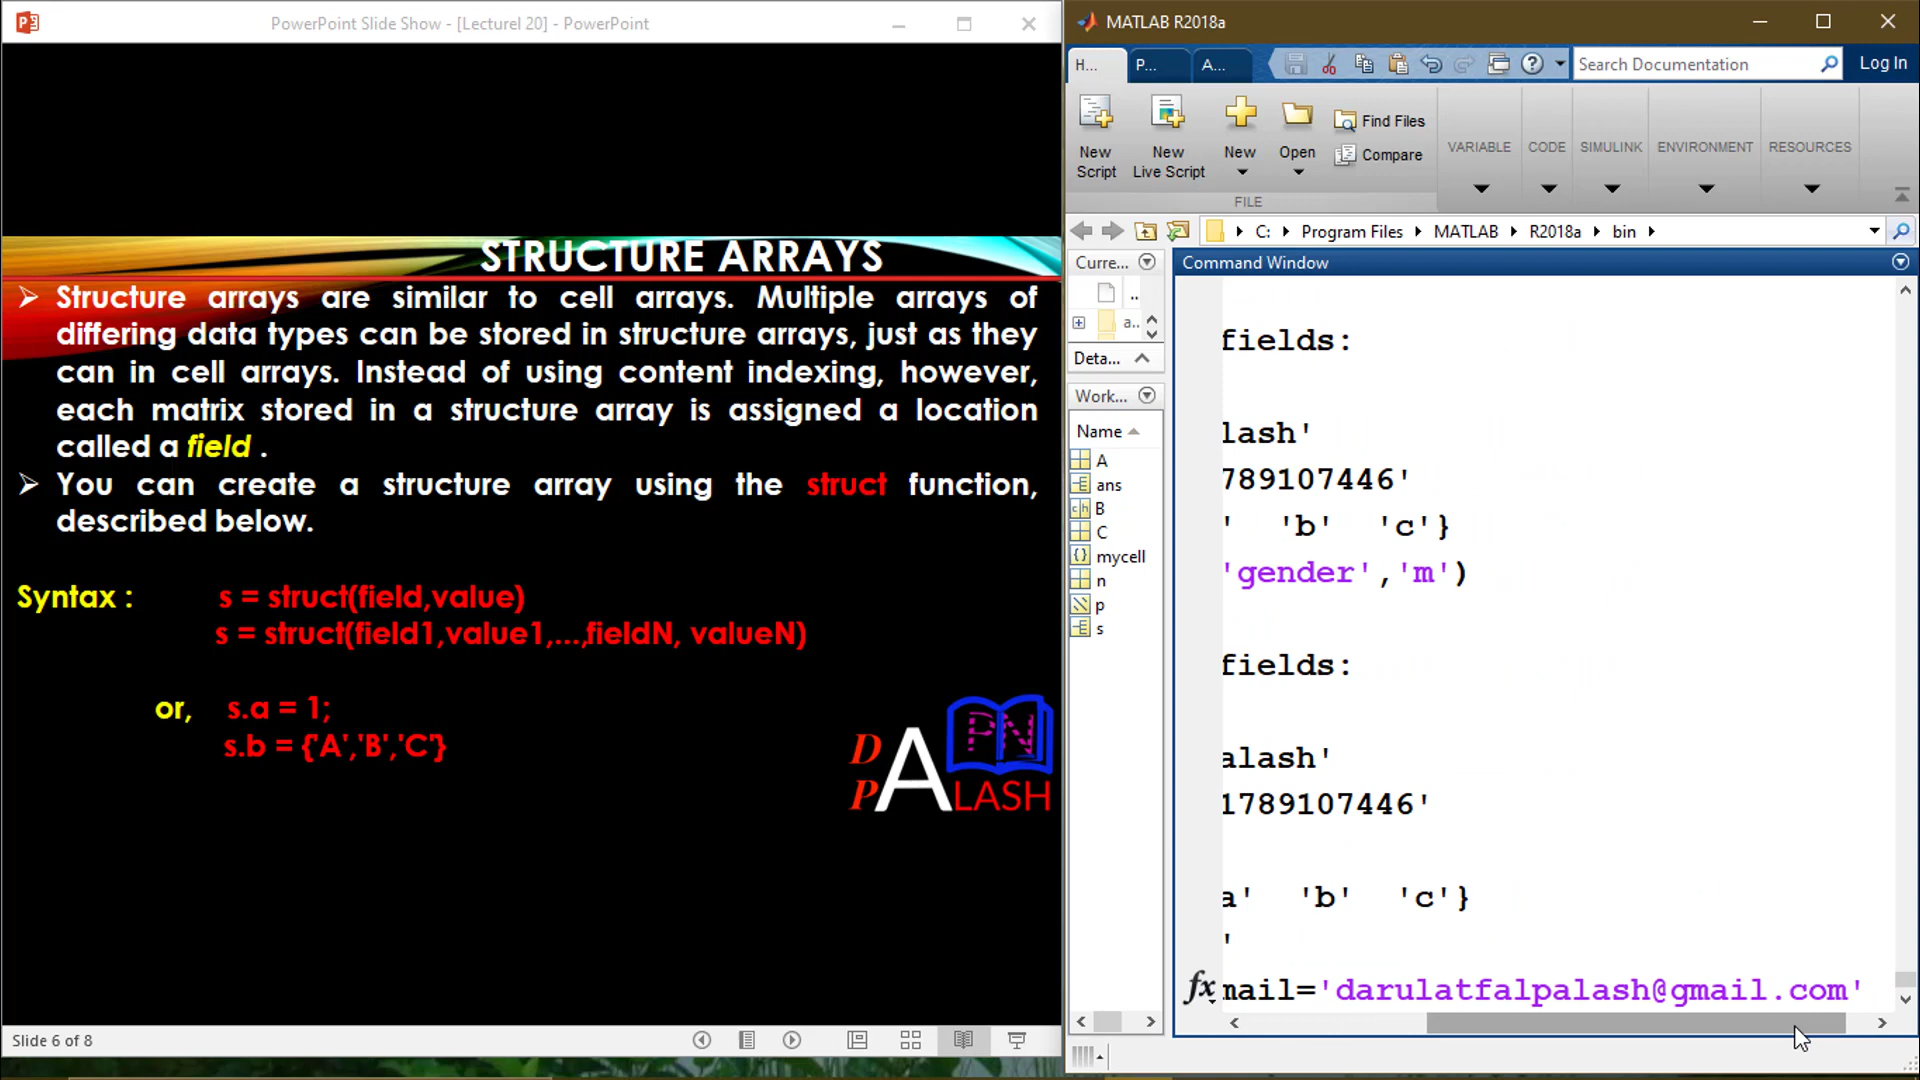 PowerPoint Slide Show - [Lecturel 20] - PowerPoint
STRUCTURE ARRAYS
Structure arrays are similar to cell arrays. Multiple arrays of
differing data types can be stored in structure arrays, just as they
can in cell arrays. Instead of using content indexing, however,
each matrix stored in a structure array is assigned a location
called a field .
You can create a structure array using the struct function,
described below.
Syntax : s = struct(field,value)
s = struct(field1,value1,...,fieldN, valueN)
or, s.a = 1;
s.b = {'A','B','C'}
D
P
A
LASH
PN
Slide 6 of 8
MATLAB R2018a
H...
P...
A...
Search Documentation
Log In
New
Script
New
Live Script
New
Open
Find Files
Compare
FILE
VARIABLE
CODE
SIMULINK
ENVIRONMENT
RESOURCES
C:
Program Files
MATLAB
R2018a
bin
Curre...
..
a..
Deta...
Work...
Name
A
ans
B
C
mycell
n
p
s
Command Window
fields:
lash'
789107446'
' 'b' 'c'}
'gender','m')
fields:
alash'
1789107446'
a' 'b' 'c'}
'
fx
mail='darulatfalpalash@gmail.com'